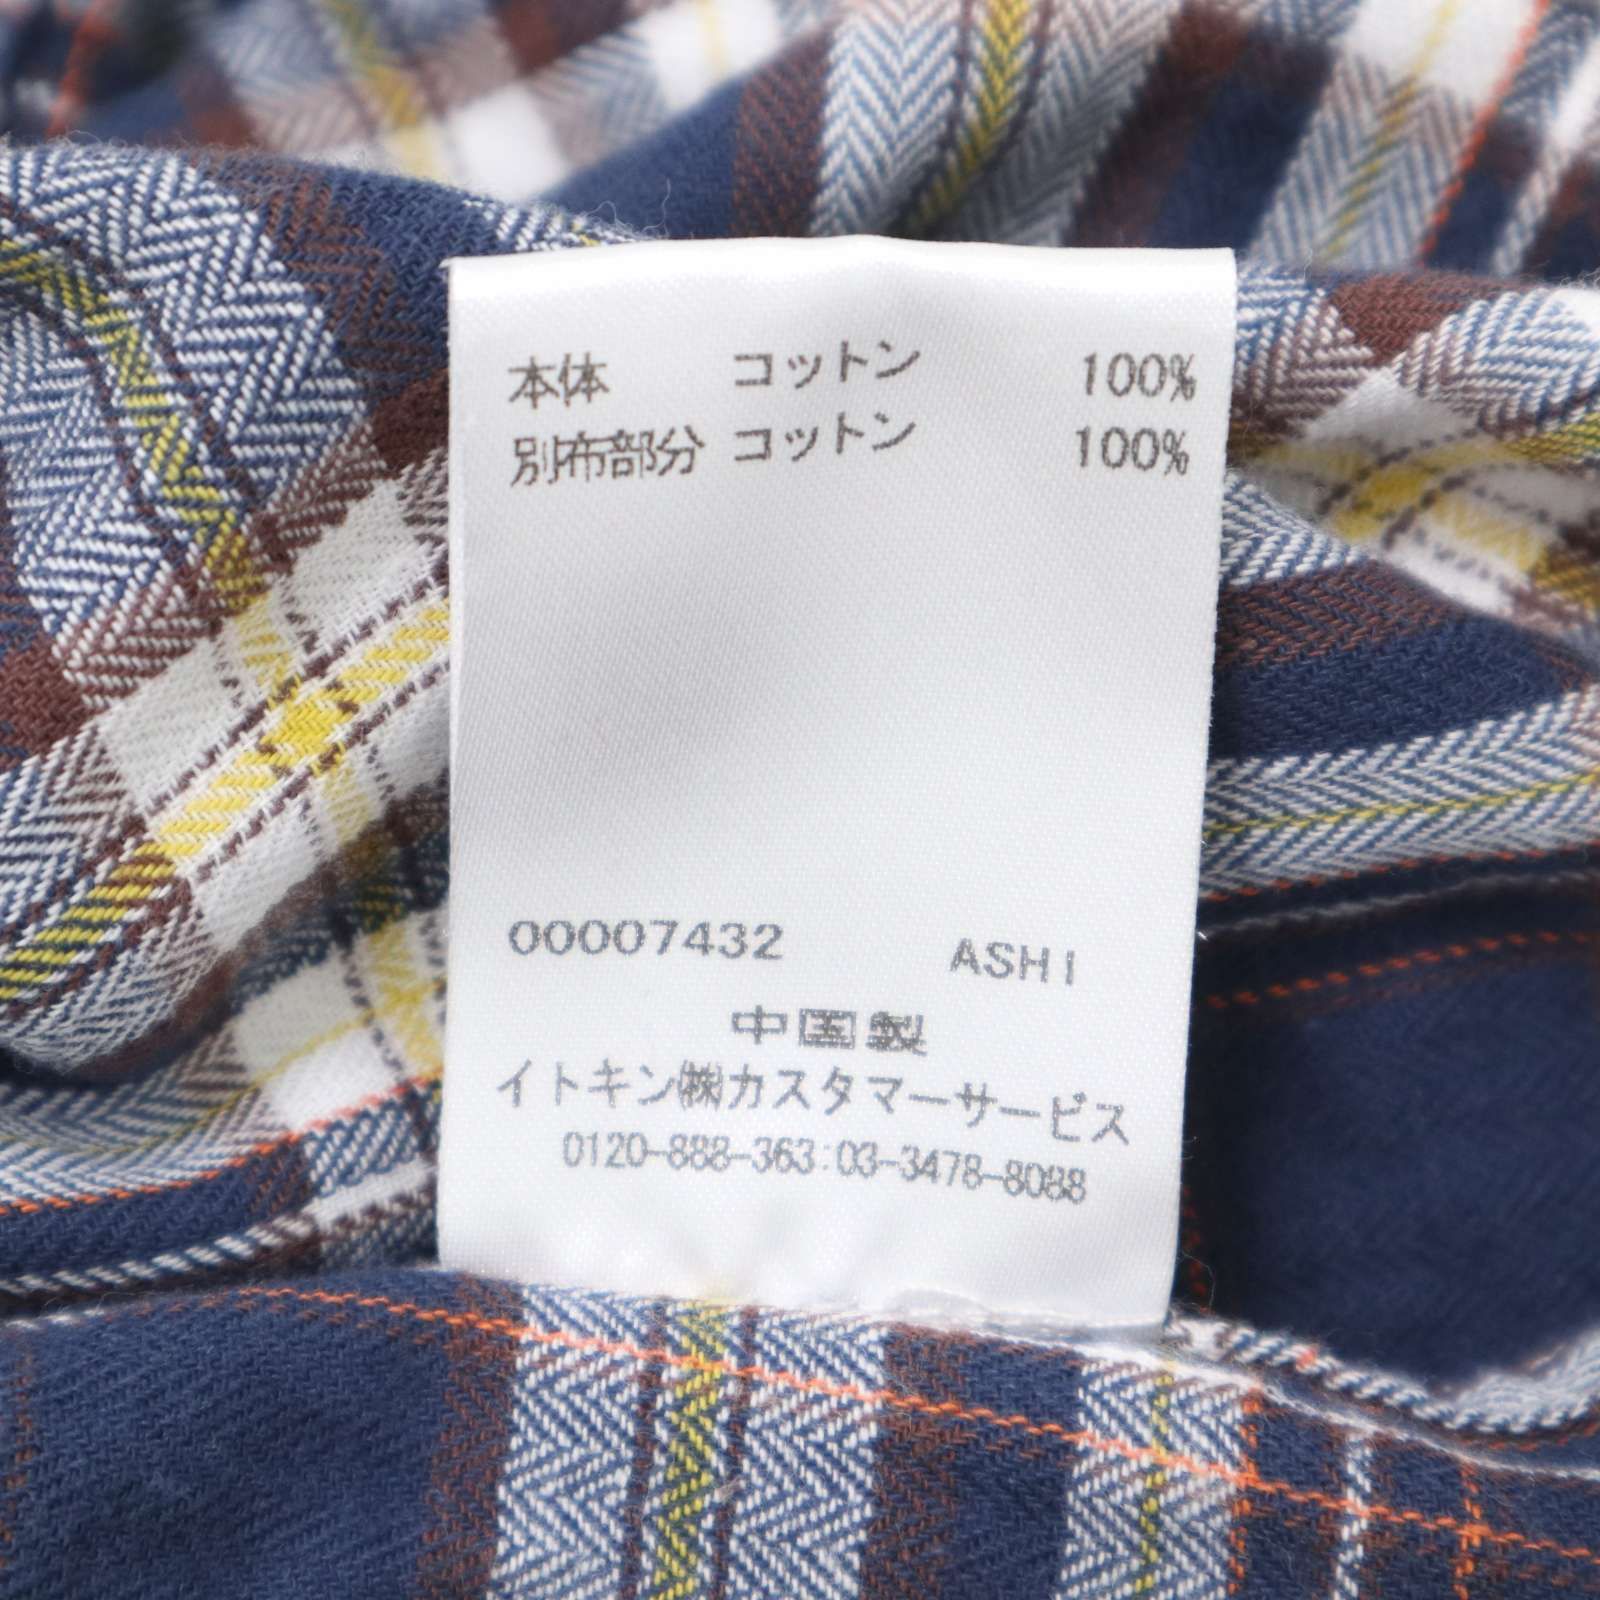 本体 コットン 100%
別布部分 コットン 100%
00007432 ASHI
中国製
イトキン㈱カスタマーサービス
0120-888-363:03-3478-8088